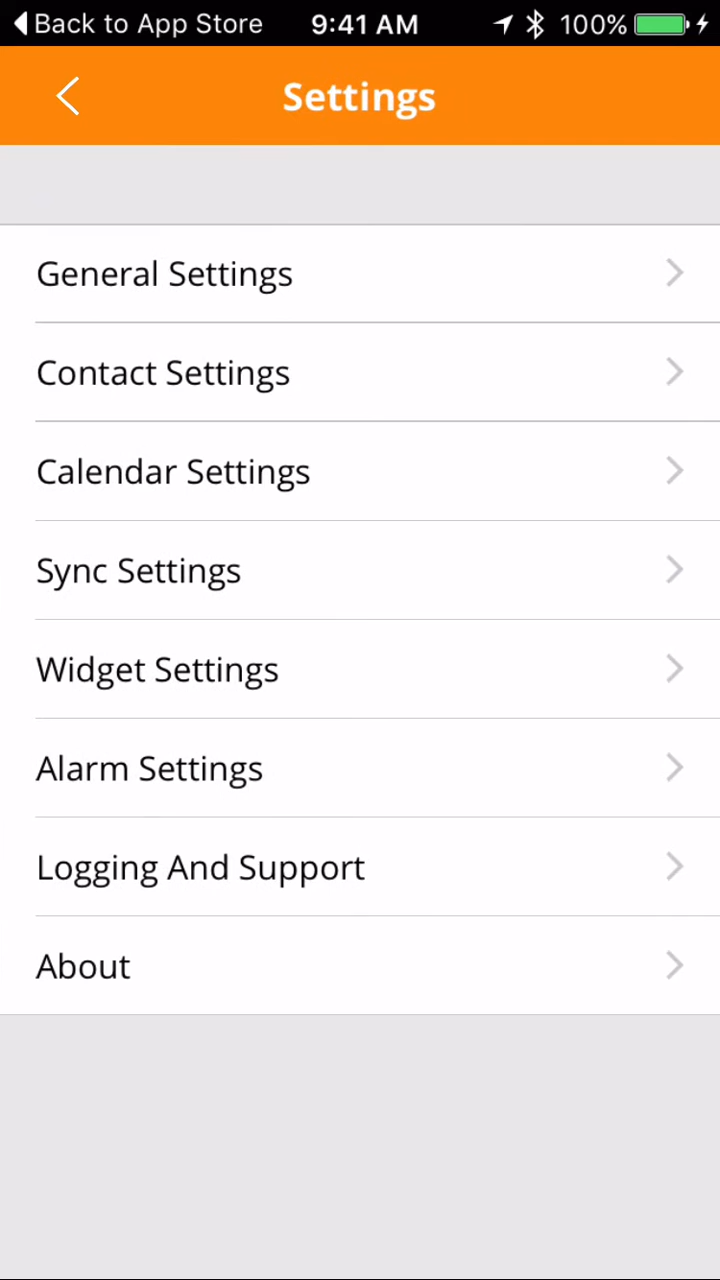 Back to App Store 9:41 AM 100%
Settings
General Settings
Contact Settings
Calendar Settings
Sync Settings
Widget Settings
Alarm Settings
Logging And Support
About